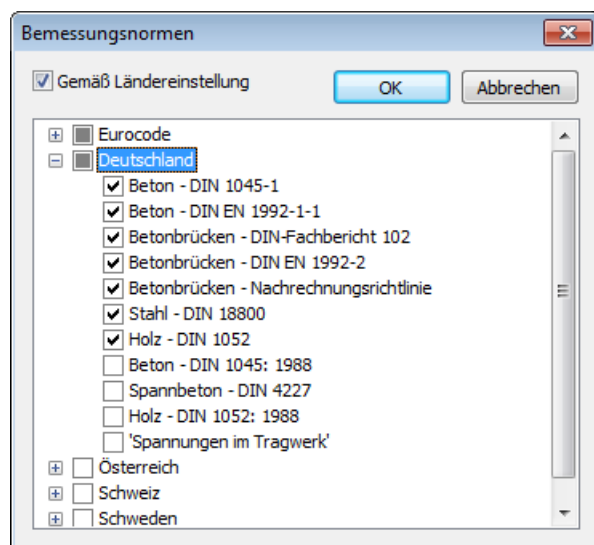 Bemessungsnormen
Gemäß Ländereinstellung
OK
Abbrechen
Eurocode
Deutschland
Beton - DIN 1045-1
Beton - DIN EN 1992-1-1
Betonbrücken - DIN-Fachbericht 102
Betonbrücken - DIN EN 1992-2
Betonbrücken - Nachrechnungsrichtlinie
Stahl - DIN 18800
Holz - DIN 1052
Beton - DIN 1045: 1988
Spannbeton - DIN 4227
Holz - DIN 1052: 1988
'Spannungen im Tragwerk'
Österreich
Schweiz
Schweden